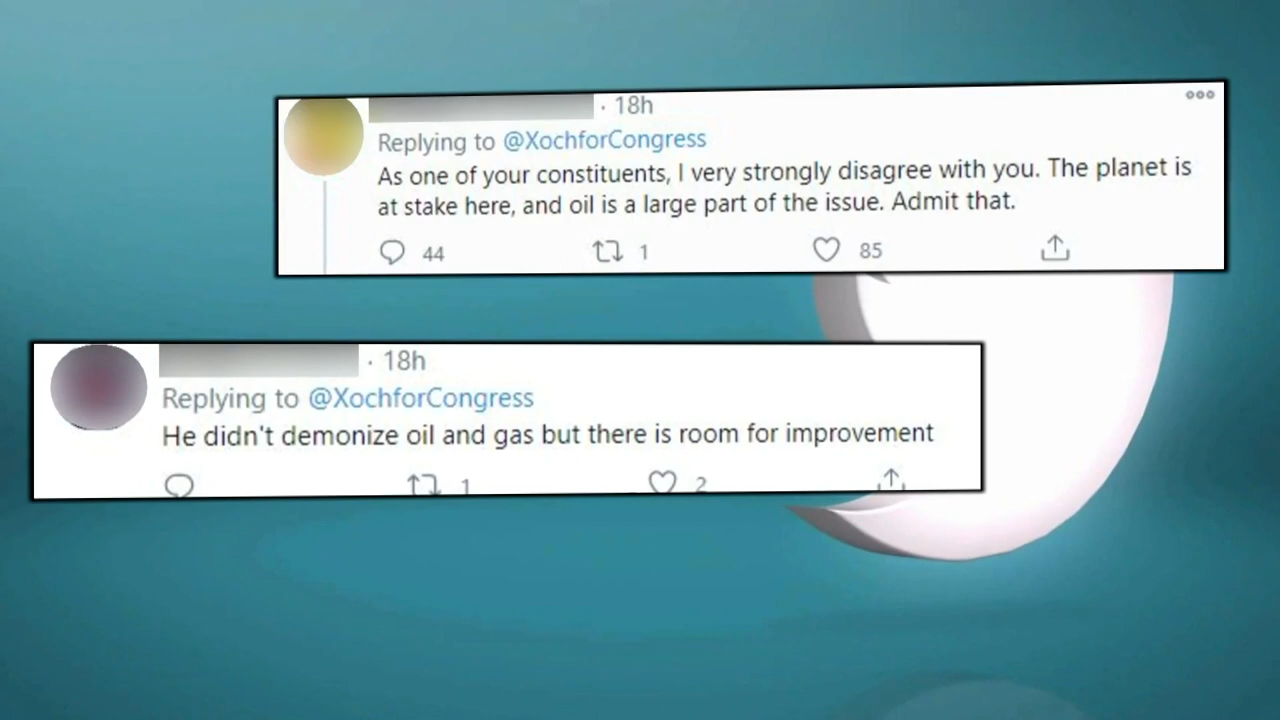 · 18h
Replying to @XochforCongress
As one of your constituents, I very strongly disagree with you. The planet is
at stake here, and oil is a large part of the issue. Admit that.
44 1 85
· 18h
Replying to @XochforCongress
He didn't demonize oil and gas but there is room for improvement
1 2